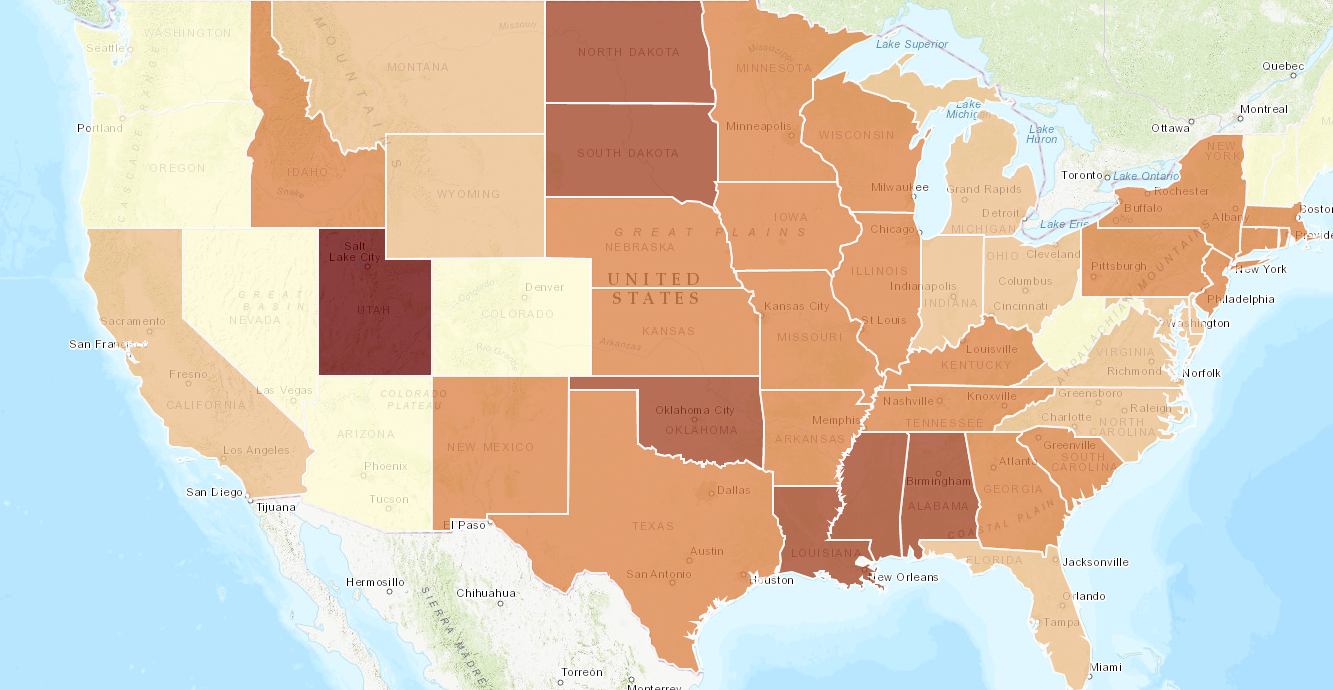 WASHINGTON
Seattle
Portland
OREGON
CASCADE
MONTANA
Missouri
IDAHO
Snake
WYOMING
NORTH DAKOTA
SOUTH DAKOTA
MINNESOTA
Mississippi
Minneapolis
WISCONSIN
Milwaukee
Lake Superior
Lake
Michigan
Lake
Huron
Grand Rapids
Detroit
MICHIGAN
Quebec
Montreal
Ottawa
Toronto
Lake Ontario
Lake Erie
NEW
YORK
Rochester
Buffalo
Albany
Boston
Salt
Lake City
UTAH
GREAT
BASIN
NEVADA
Sacramento
San Fran
Fresno
CALIFORNIA
Las Vegas
Los Angeles
San Diego
Tijuana
Colorado
Denver
COLORADO
Rio Grande
COLORADO
PLATEAU
ARIZONA
Phoenix
Tucson
NEW MEXICO
El Paso
GREAT PLAINS
NEBRASKA
UNITED
STATES
KANSAS
Arkansas
IOWA
Chicago
ILLINOIS
Kansas City
MISSOURI
St Louis
Indianapolis
INDIANA
OHIO
Cleveland
Columbus
Cincinnati
Pittsburgh
New York
Philadelphia
Washington
APPALACHIAN MOUNTAINS
VIRGINIA
Richmond
Norfolk
Louisville
KENTUCKY
Nashville
Knoxville
TENNESSEE
Memphis
Greensboro
Raleigh
Charlotte
NORTH
CAROLINA
Greenville
SOUTH
CAROLINA
Oklahoma City
OKLAHOMA
ARKANSAS
Dallas
TEXAS
Austin
San Antonio
Houston
LOUISIANA
New Orleans
Birmingham
ALABAMA
Atlanta
GEORGIA
COASTAL PLAIN
FLORIDA
Jacksonville
Orlando
Tampa
Miami
Hermosillo
Chihuahua
SIERRA MADRE
Torreón
Monterrey